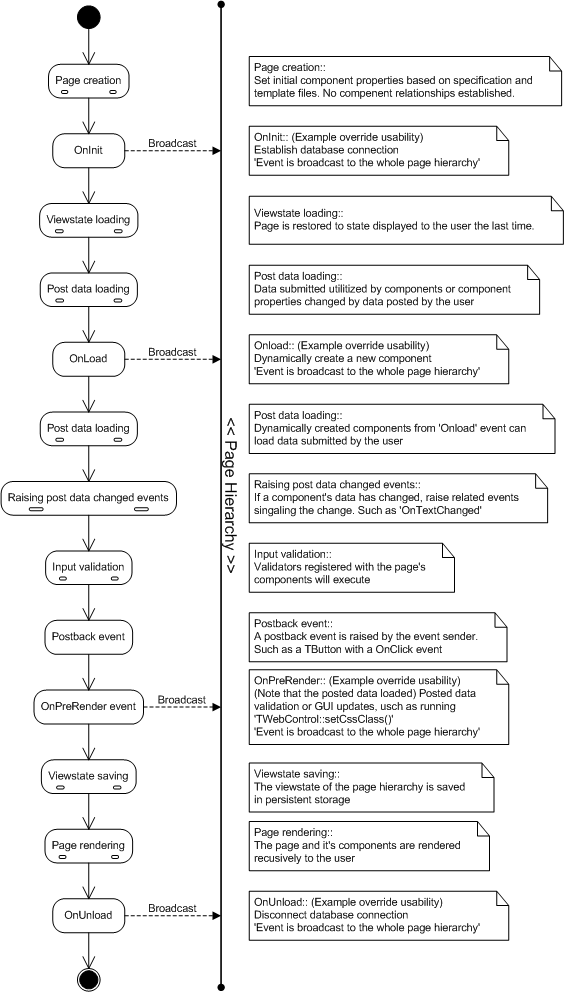 Page creation
Page creation::
Set initial component properties based on specification and
template files. No compenent relationships established.
OnInit
Broadcast
OnInit:: (Example override usability)
Establish database connection
'Event is broadcast to the whole page hierarchy'
Viewstate loading
Viewstate loading::
Page is restored to state displayed to the user the last time.
Post data loading
Post data loading::
Data submitted utilitized by components or component
properties changed by data posted by the user
OnLoad
Broadcast
Onload:: (Example override usability)
Dynamically create a new component
'Event is broadcast to the whole page hierarchy'
Post data loading
Post data loading::
Dynamically created components from 'Onload' event can
load data submitted by the user
<< Page Hierarchy >>
Raising post data changed events
Raising post data changed events::
If a component's data has changed, raise related events
singaling the change. Such as 'OnTextChanged'
Input validation
Input validation::
Validators registered with the page's
components will execute
Postback event
Postback event::
A postback event is raised by the event sender.
Such as a TButton with a OnClick event
OnPreRender event
Broadcast
OnPreRender:: (Example override usability)
(Note that the posted data loaded) Posted data
validation or GUI updates, usch as running
'TWebControl::setCssClass()'
'Event is broadcast to the whole page hierarchy'
Viewstate saving
Viewstate saving::
The viewstate of the page hierarchy is saved
in persistent storage
Page rendering
Page rendering::
The page and it's components are rendered
recusively to the user
OnUnload
Broadcast
OnUnload:: (Example override usability)
Disconnect database connection
'Event is broadcast to the whole page hierarchy'